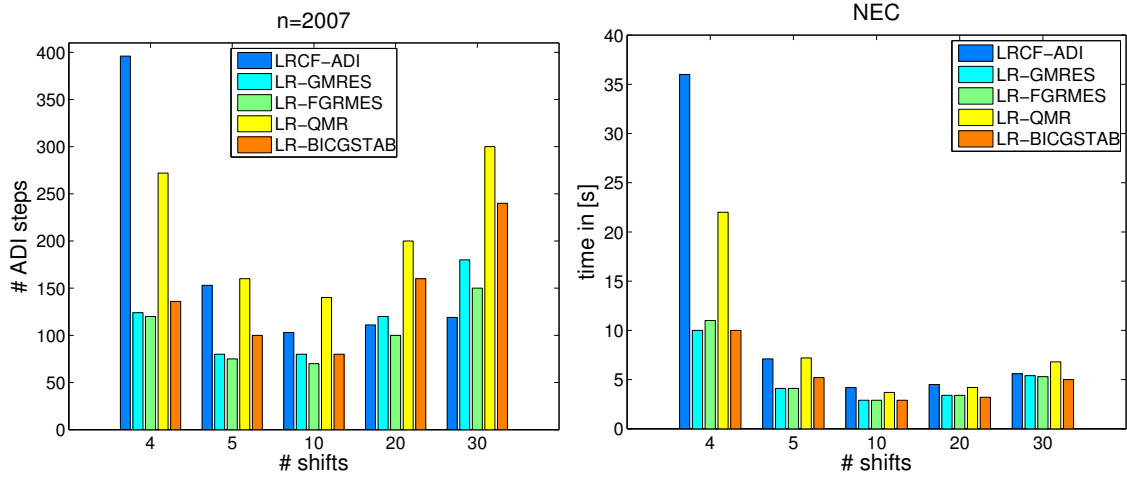 n=2007
400
350
300
250
200
150
100
50
0
# ADI steps
LRCF−ADI
LR−GMRES
LR−FGRMES
LR−QMR
LR−BICGSTAB
4 5 10 20 30
# shifts
NEC
40
35
30
25
20
15
10
5
0
time in [s]
LRCF−ADI
LR−GMRES
LR−FGRMES
LR−QMR
LR−BICGSTAB
4 5 10 20 30
# shifts